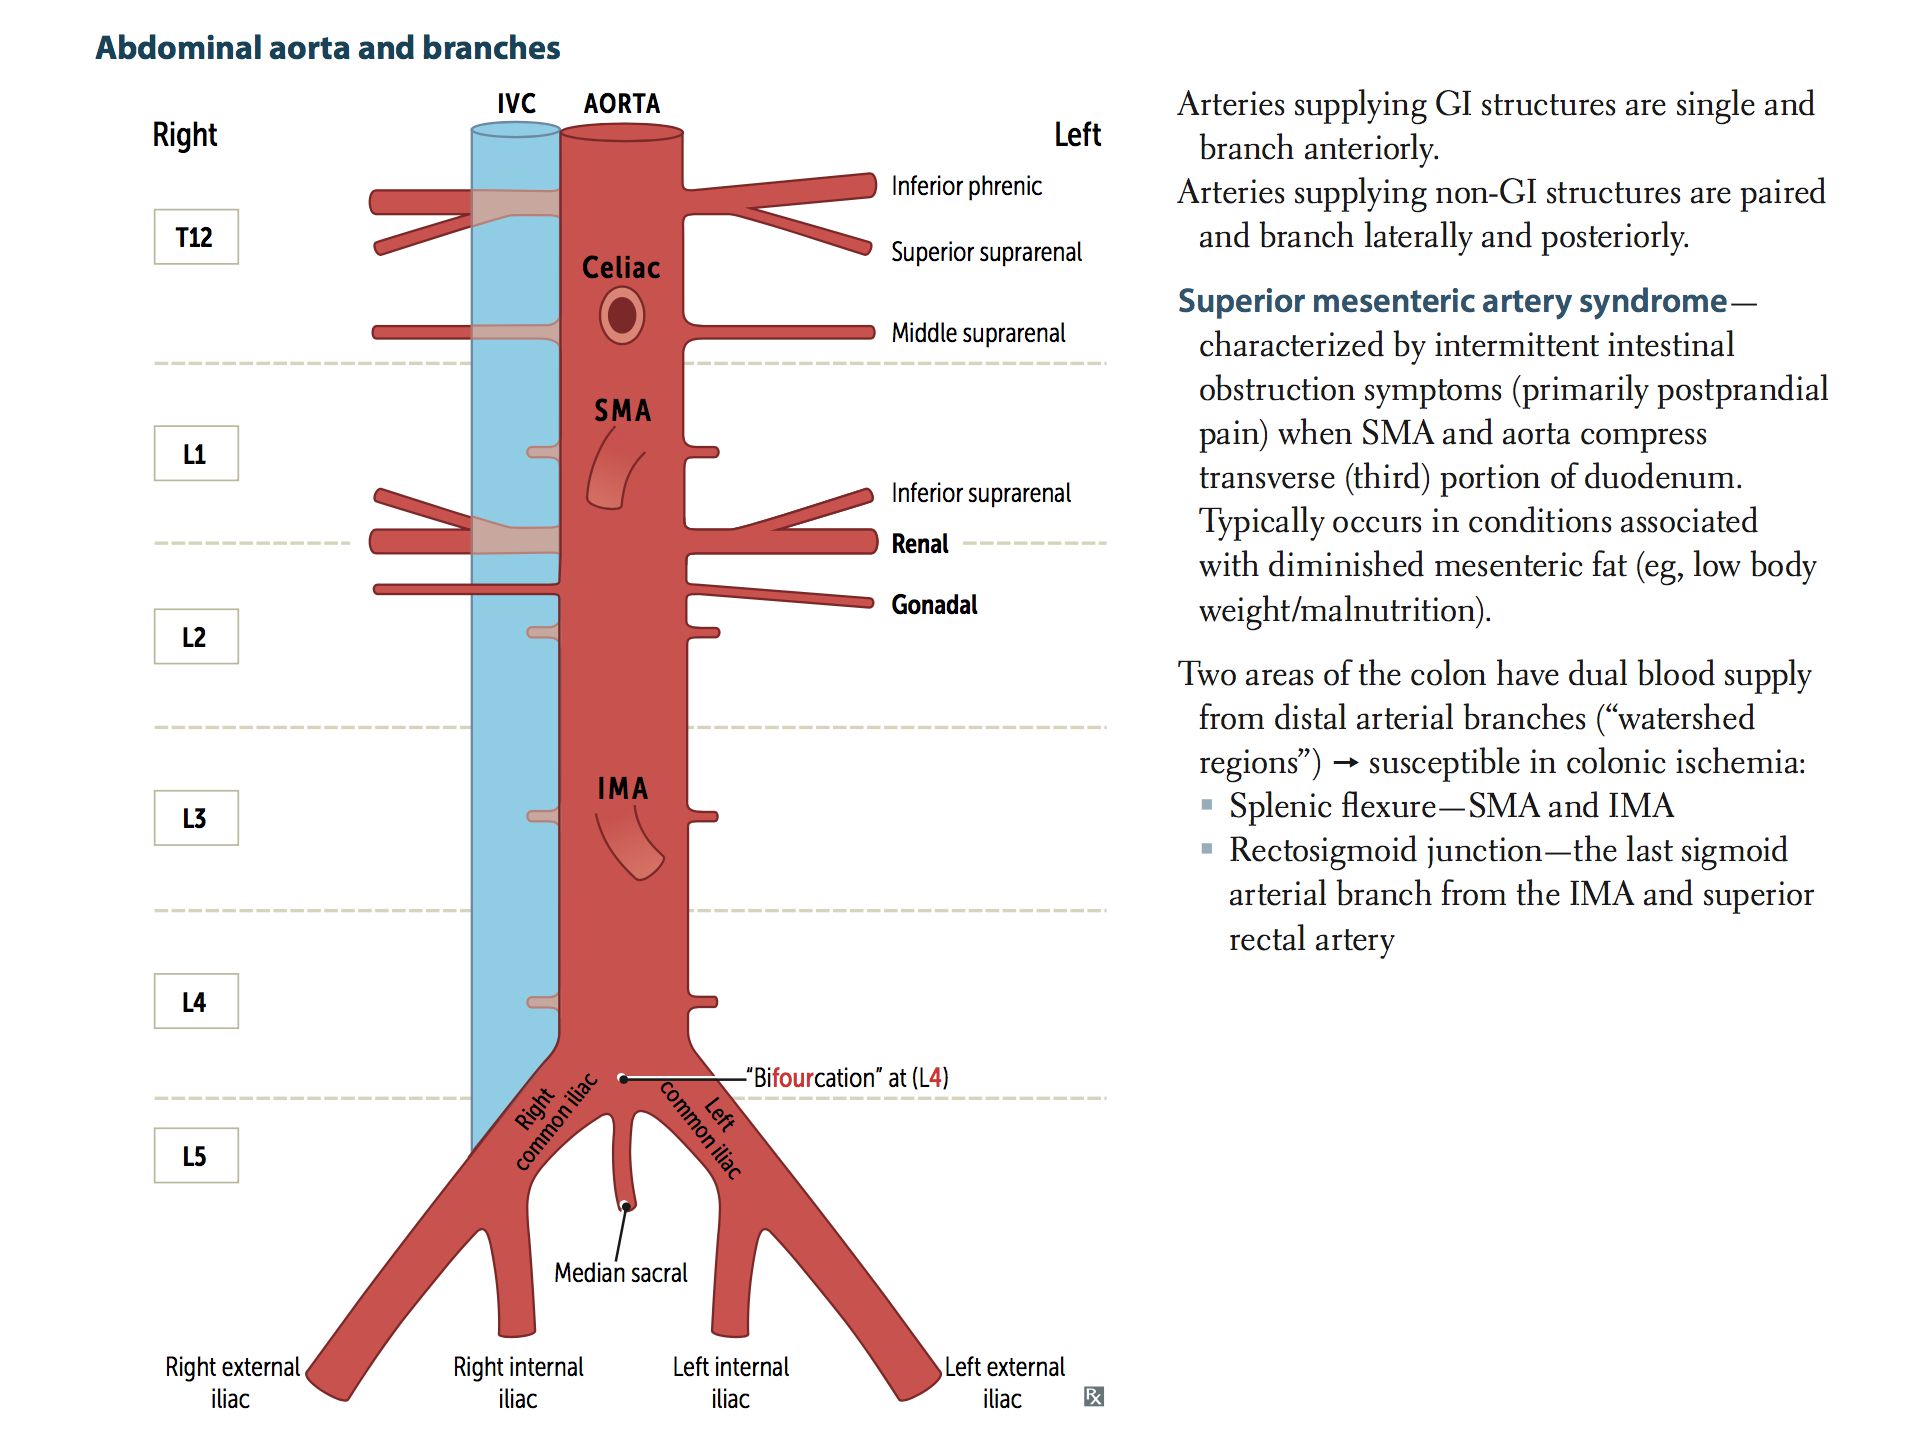 Abdominal aorta and branches
IVC AORTA
Right
Left
Inferior phrenic
T12
Superior suprarenal
Celiac
Middle suprarenal
SMA
L1
Inferior suprarenal
Renal
Gonadal
L2
IMA
L3
L4
"Bifourcation" at (L4)
Right common iliac
Left common iliac
L5
Median sacral
Right external
iliac
Right internal
iliac
Left internal
iliac
Left external
iliac
Rx
Arteries supplying GI structures are single and
branch anteriorly.
Arteries supplying non-GI structures are paired
and branch laterally and posteriorly.
Superior mesenteric artery syndrome—
characterized by intermittent intestinal
obstruction symptoms (primarily postprandial
pain) when SMA and aorta compress
transverse (third) portion of duodenum.
Typically occurs in conditions associated
with diminished mesenteric fat (eg, low body
weight/malnutrition).
Two areas of the colon have dual blood supply
from distal arterial branches (“watershed
regions”) → susceptible in colonic ischemia:
▪ Splenic flexure—SMA and IMA
▪ Rectosigmoid junction—the last sigmoid
arterial branch from the IMA and superior
rectal artery